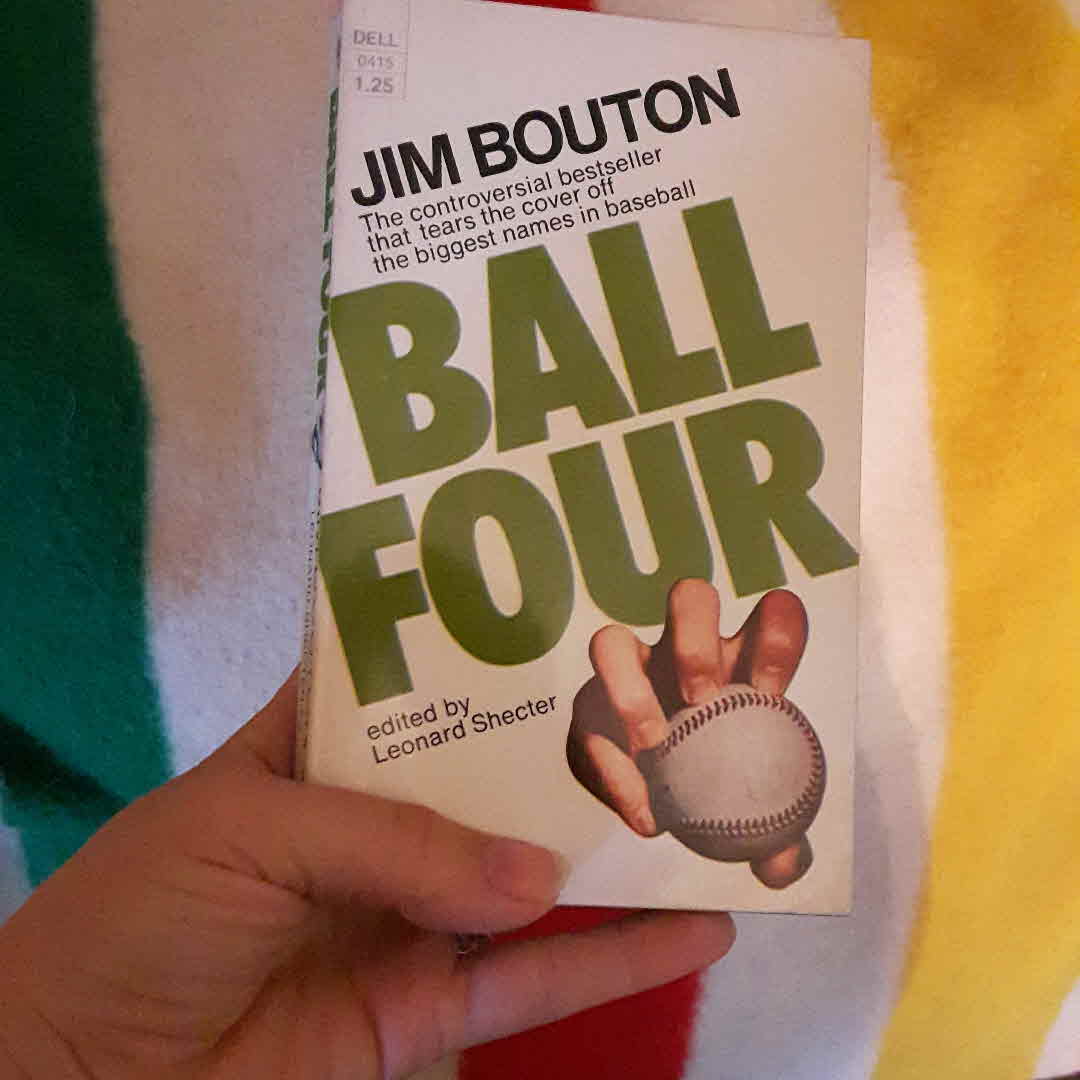 DELL
0415
1.25
JIM BOUTON
The controversial bestseller
that tears the cover off
the biggest names in baseball
BALL
FOUR
edited by
Leonard Shecter